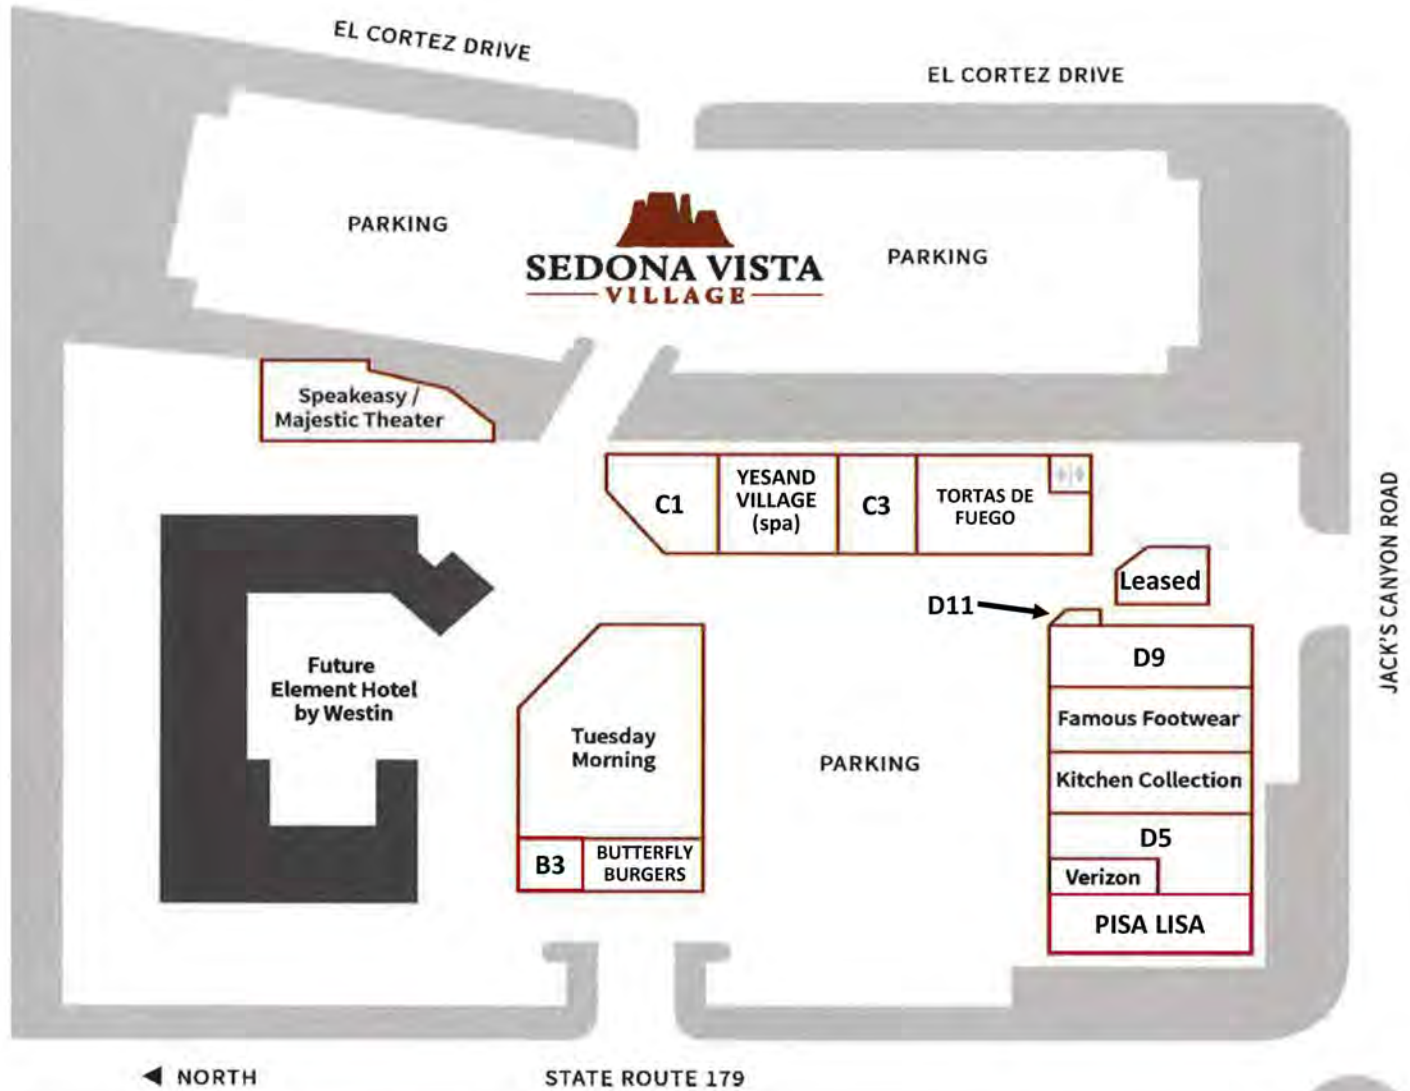 EL CORTEZ DRIVE
EL CORTEZ DRIVE
PARKING
SEDONA VISTA
VILLAGE
PARKING
Speakeasy /
Majestic Theater
C1
YESAND
VILLAGE
(spa)
C3
TORTAS DE
FUEGO
JACK'S CANYON ROAD
Leased
D11
D9
Future
Element Hotel
by Westin
Famous Footwear
Tuesday
Morning
PARKING
Kitchen Collection
D5
B3
BUTTERFLY
BURGERS
Verizon
PISA LISA
NORTH
STATE ROUTE 179